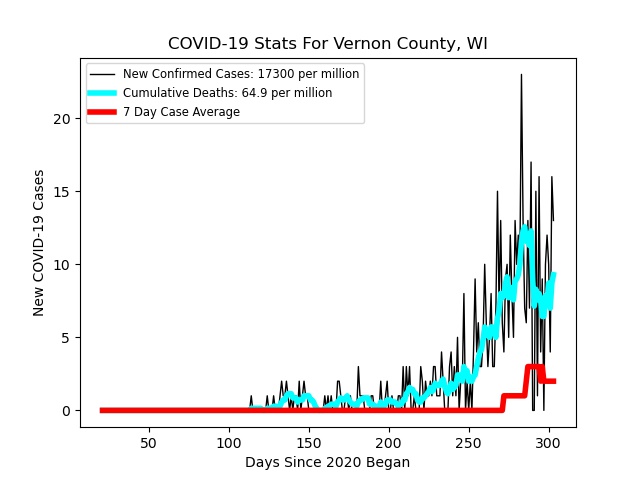 COVID-19 Stats For Vernon County, WI
New Confirmed Cases: 17300 per million
Cumulative Deaths: 64.9 per million
7 Day Case Average
New COVID-19 Cases
20
15
10
5
0
50 100 150 200 250 300
Days Since 2020 Began